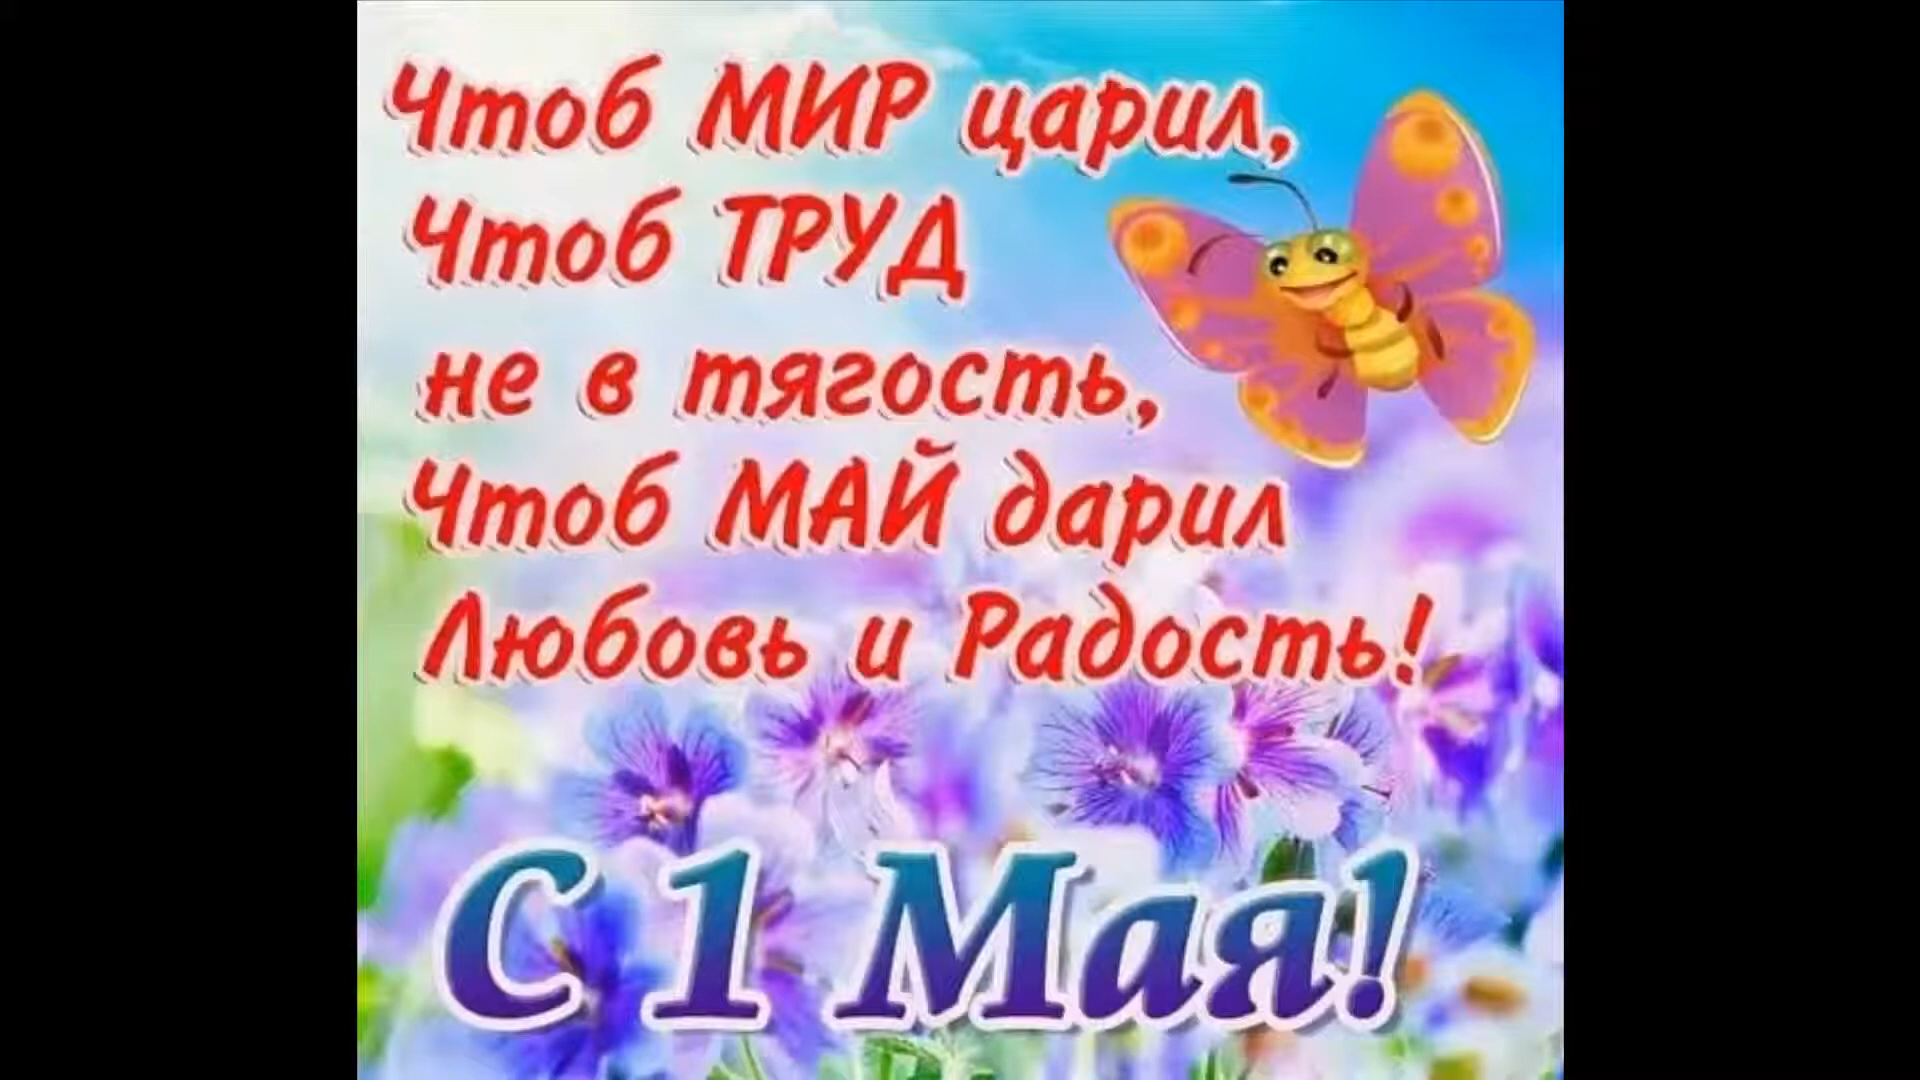 Чтоб МИР царил,
Чтоб ТРУД
не в тягость,
Чтоб МАЙ дарил
Любовь и Радость!
С 1 Мая!